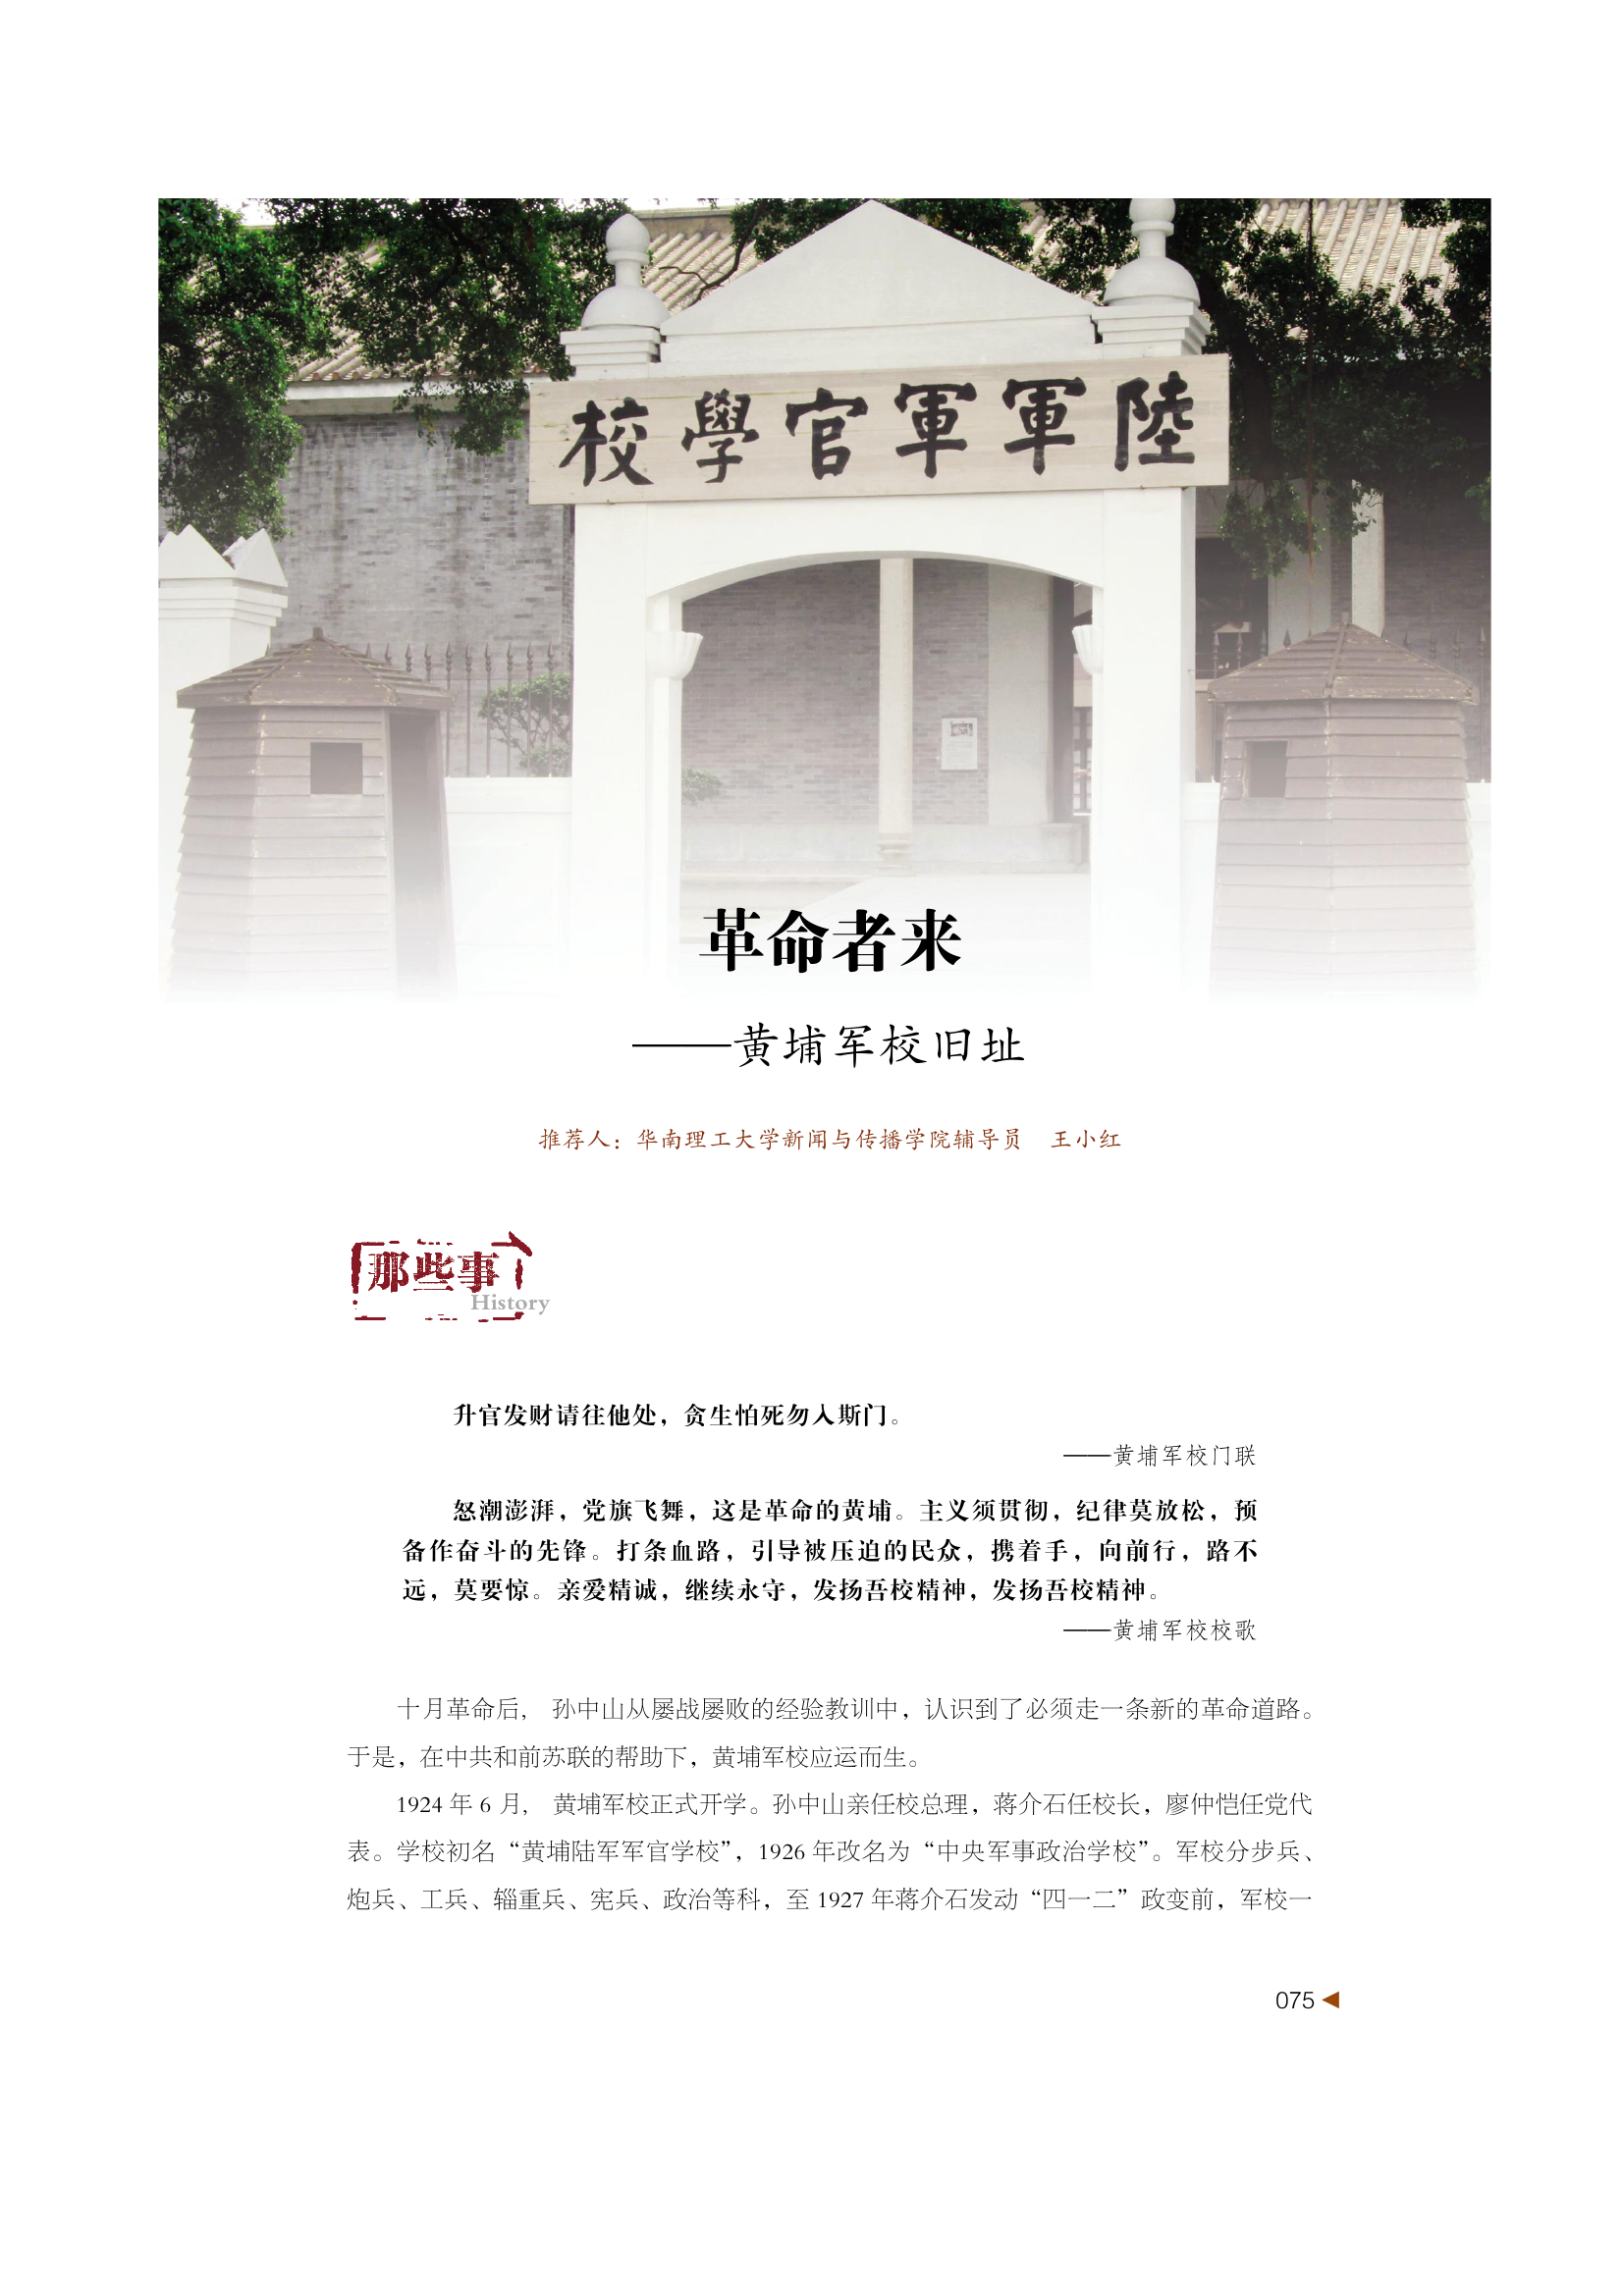 陸軍軍官學校
革命者来
——黄埔军校旧址
推荐人：华南理工大学新闻与传播学院辅导员　王小红
那些事
History
升官发财请往他处，贪生怕死勿入斯门。
——黄埔军校门联
怒潮澎湃，党旗飞舞，这是革命的黄埔。主义须贯彻，纪律莫放松，预
备作奋斗的先锋。打条血路，引导被压迫的民众，携着手，向前行，路不
远，莫要惊。亲爱精诚，继续永守，发扬吾校精神，发扬吾校精神。
——黄埔军校校歌
十月革命后，　孙中山从屡战屡败的经验教训中，认识到了必须走一条新的革命道路。
于是，在中共和前苏联的帮助下，黄埔军校应运而生。
1924 年 6 月，　黄埔军校正式开学。孙中山亲任校总理，蒋介石任校长，廖仲恺任党代
表。学校初名“黄埔陆军军官学校”，1926 年改名为“中央军事政治学校”。军校分步兵、
炮兵、工兵、辎重兵、宪兵、政治等科，至 1927 年蒋介石发动“四一二”政变前，军校一
075